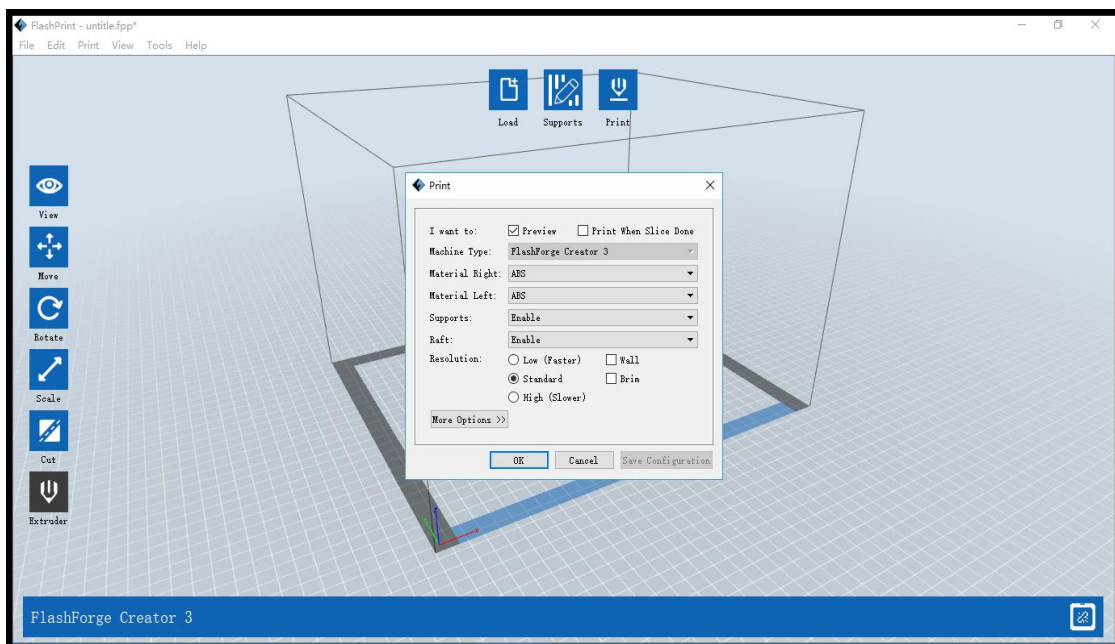 FlashPrint - untitle.fpp*
File Edit Print View Tools Help
Load Supports Print
View
Move
Rotate
Scale
Cut
Extruder
Print
I want to: Preview Print When Slice Done
Machine Type: FlashForge Creator 3
Material Right: ABS
Material Left: ABS
Supports: Enable
Raft: Enable
Resolution: Low (Faster) Wall
Standard Brim
High (Slower)
More Options >>
OK Cancel Save Configuration
FlashForge Creator 3